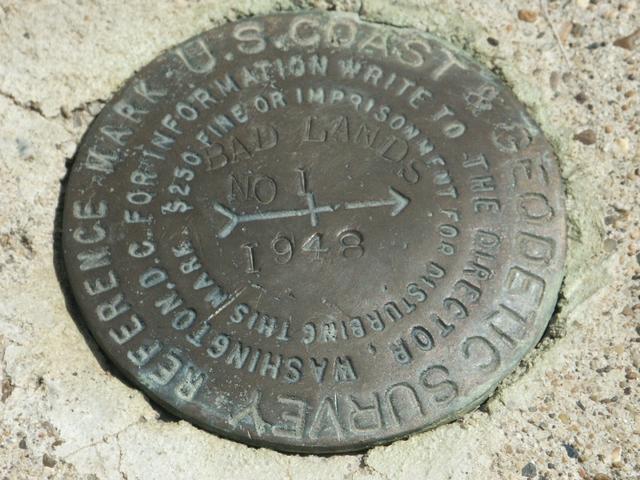 U.S. COAST & GEODETIC SURVEY REFERENCE MARK
FOR INFORMATION WRITE TO THE DIRECTOR, WASHINGTON, D.C.
$250 FINE OR IMPRISONMENT FOR DISTURBING THIS MARK
BAD LANDS
NO 1
1948